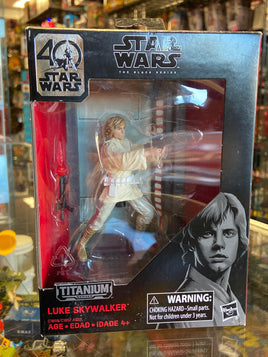 40
STAR WARS
STAR WARS
THE BLACK SERIES
TITANIUM
LUKE SKYWALKER
AGE • EDAD • IDADE 4+
WARNING:
CHOKING HAZARD–Small parts.
Not for children under 3 years.
Hasbro